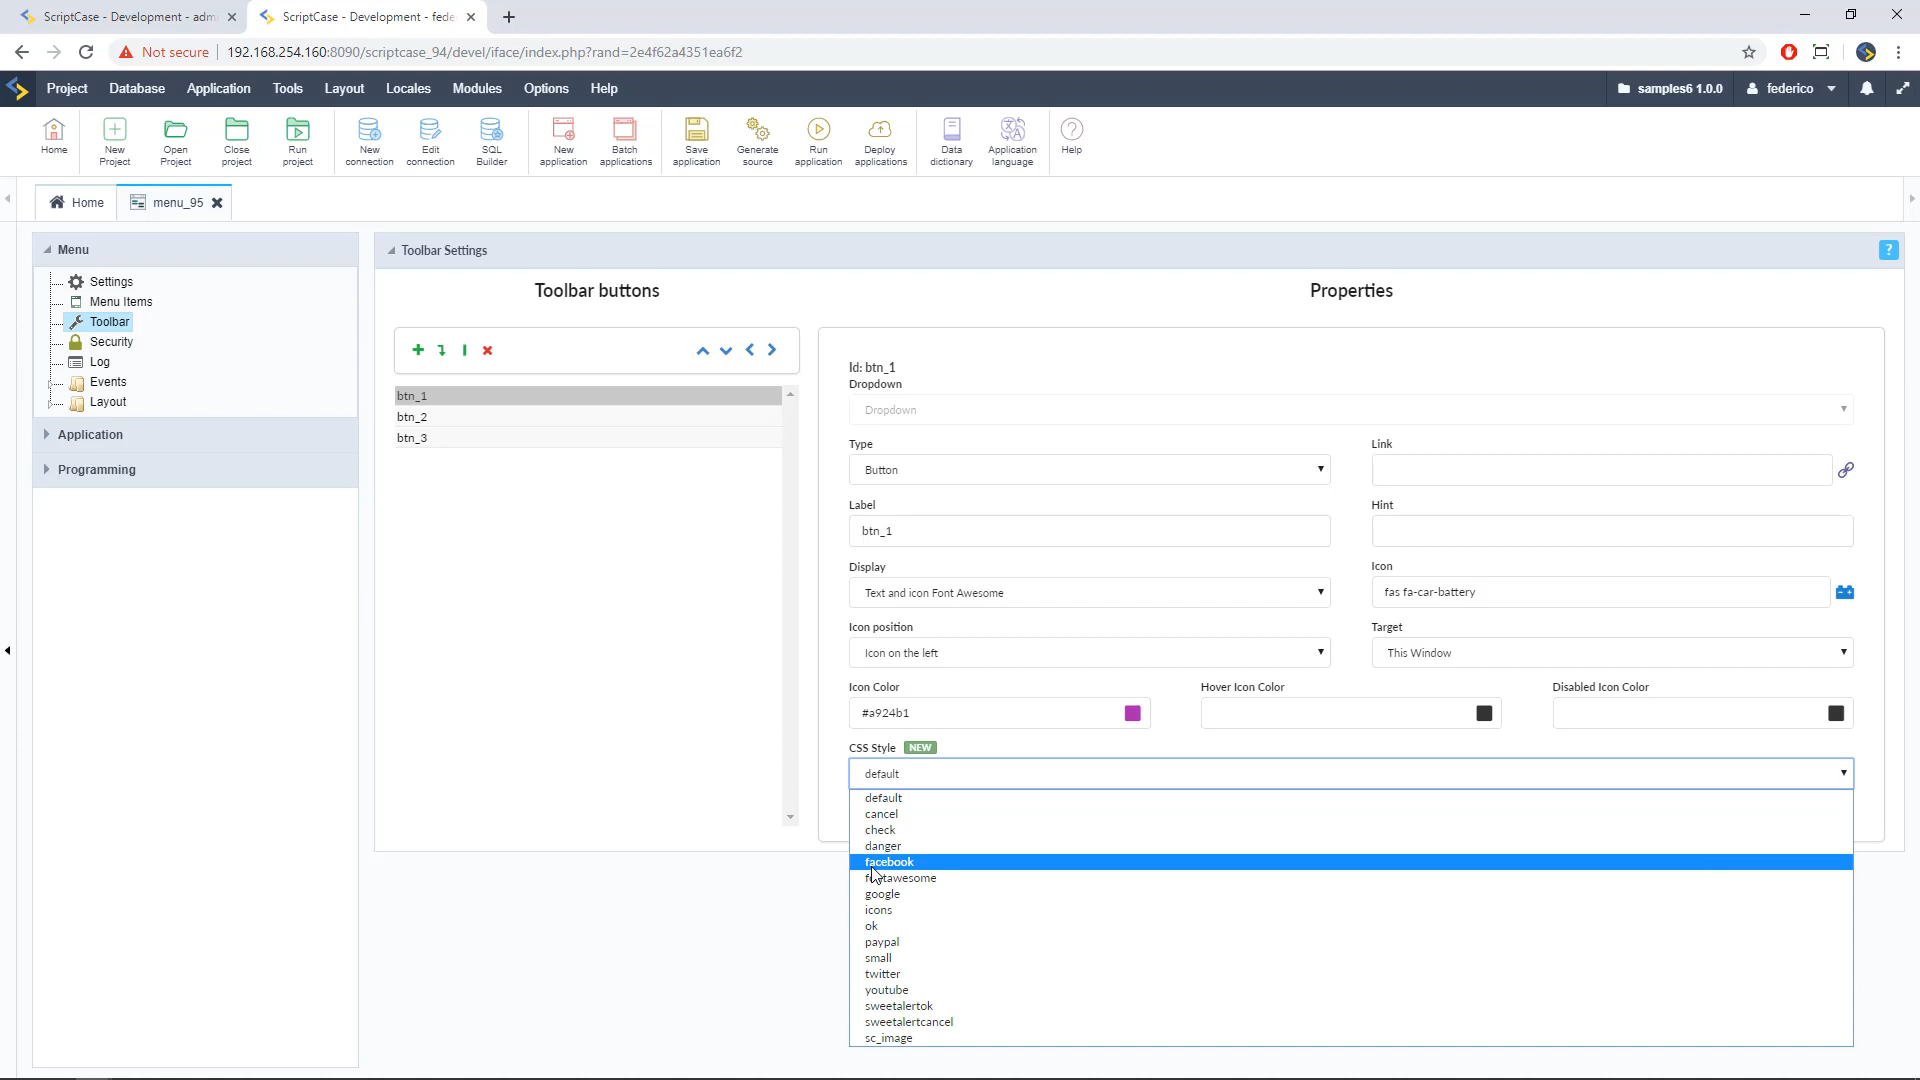 ScriptCase - Development - adm
ScriptCase - Development - fede
Not secure
192.168.254.160:8090/scriptcase_94/devel/iface/index.php?rand=2e4f62a4351ea6f2
Project Database Application Tools Layout Locales Modules Options Help
samples6 1.0.0
federico
Home
New Project
Open Project
Close project
Run project
New connection
Edit connection
SQL Builder
New application
Batch applications
Save application
Generate source
Run application
Deploy applications
Data dictionary
Application language
Help
Home
menu_95
Menu
Settings
Menu Items
Toolbar
Security
Log
Events
Layout
Application
Programming
Toolbar Settings
?
Toolbar buttons
btn_1
btn_2
btn_3
Properties
Id: btn_1
Dropdown
Dropdown
Type
Button
Link
Label
btn_1
Hint
Display
Text and icon Font Awesome
Icon
fas fa-car-battery
Icon position
Icon on the left
Target
This Window
Icon Color
#a924b1
Hover Icon Color
Disabled Icon Color
CSS Style NEW
default
default
cancel
check
danger
facebook
fontawesome
google
icons
ok
paypal
small
twitter
youtube
sweetalertok
sweetalertcancel
sc_image